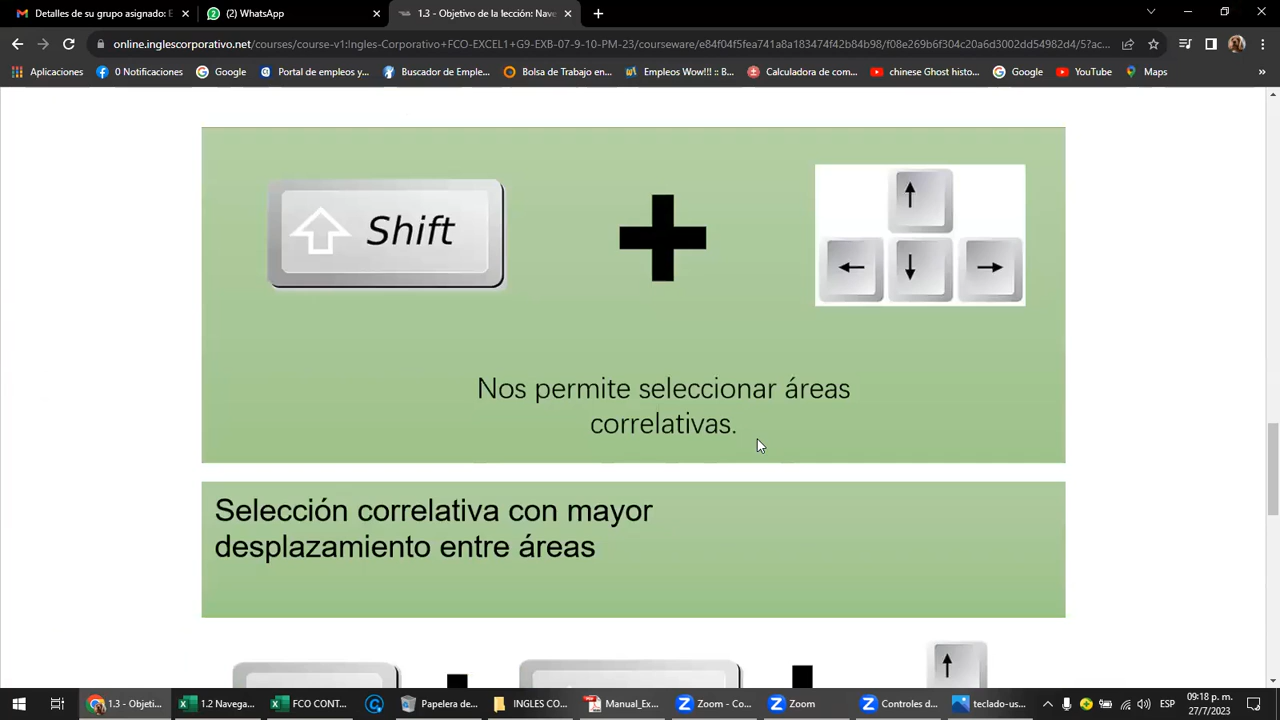 Detalles de su grupo asignado: E
(2) WhatsApp
1.3 - Objetivo de la lección: Nave
online.inglescorporativo.net/courses/course-v1:Ingles-Corporativo+FCO-EXCEL1+G9-EXB-07-9-10-PM-23/courseware/e84f04f5fea741a8a183474f42b84b98/f08e269b6f304c20a6d3002dd54982d4/5?ac...
Aplicaciones
0 Notificaciones
Google
Portal de empleos y...
Buscador de Emple...
Bolsa de Trabajo en...
Empleos Wow!!! :: B...
Calculadora de com...
chinese Ghost histo...
Google
YouTube
Maps
»
Shift
Nos permite seleccionar áreas
correlativas.
Selección correlativa con mayor
desplazamiento entre áreas
1.3 - Objeti...
1.2 Navega...
FCO CONT...
Papelera de...
INGLES CO...
Manual_Ex...
Zoom - Co...
Zoom
Controles d...
teclado-us...
ESP
09:18 p. m.
27/7/2023